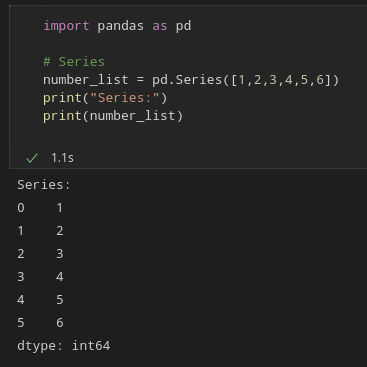 import pandas as pd
# Series
number_list = pd.Series([1,2,3,4,5,6])
print("Series:")
print(number_list)
✓ 1.1s
Series:
0    1
1    2
2    3
3    4
4    5
5    6
dtype: int64